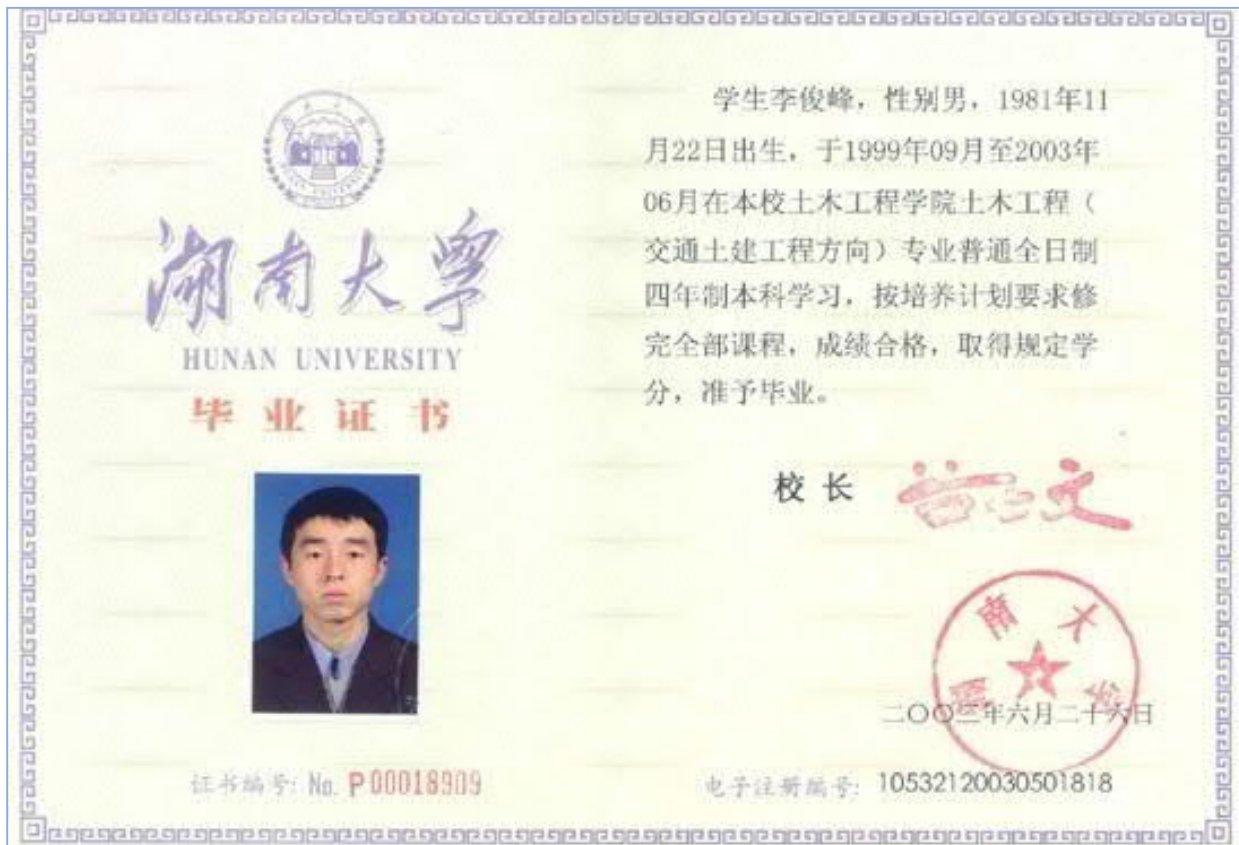 湖南大学
HUNAN UNIVERSITY
毕业证书
证书编号: No. P00018909
学生李俊峰，性别男，1981年11
月22日出生，于1999年09月至2003年
06月在本校土木工程学院土木工程（
交通土建工程方向）专业普通全日制
四年制本科学习，按培养计划要求修
完全部课程，成绩合格，取得规定学
分，准予毕业。
校长
湖南大学
二〇〇三年六月二十六日
电子注册编号: 10532120030501818